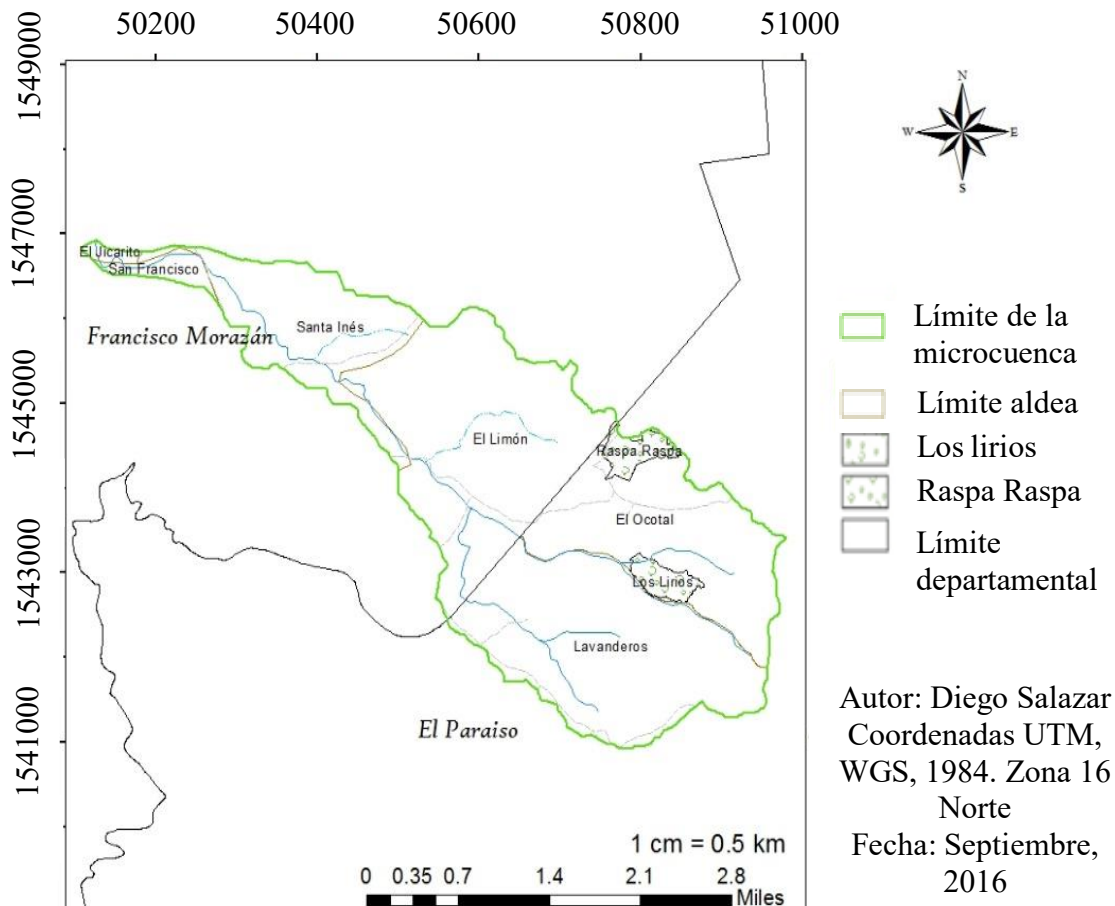 50200 50400 50600 50800 51000
1549000
1547000
1545000
1543000
1541000
N
W E
S
El Jicarito
San Francisco
Francisco Morazán
Santa Inés
El Limón
Raspa Raspa
El Ocotal
Los Lirios
Lavanderos
El Paraiso
Límite de la
microcuenca
Límite aldea
Los lirios
Raspa Raspa
Límite
departamental
Autor: Diego Salazar
Coordenadas UTM,
WGS, 1984. Zona 16
Norte
Fecha: Septiembre,
2016
1 cm = 0.5 km
0 0.35 0.7 1.4 2.1 2.8
Miles